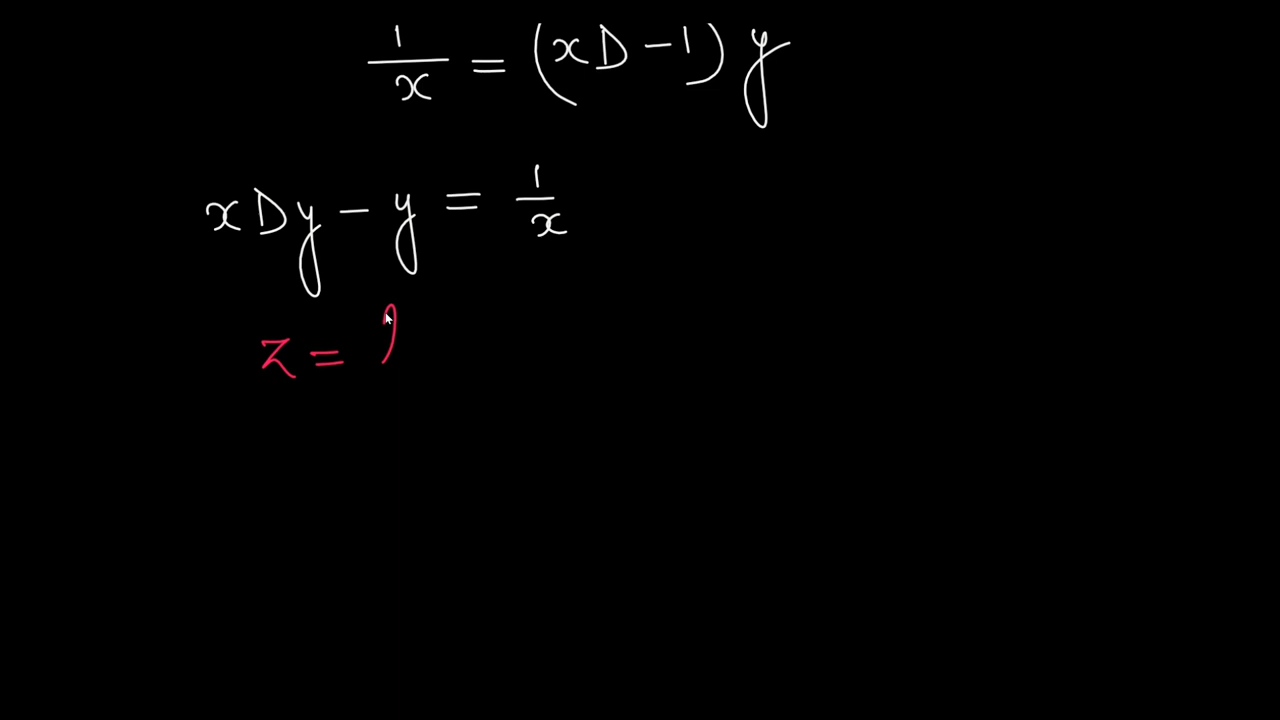 1/x = (xD - 1) y
xDy - y = 1/x
z =